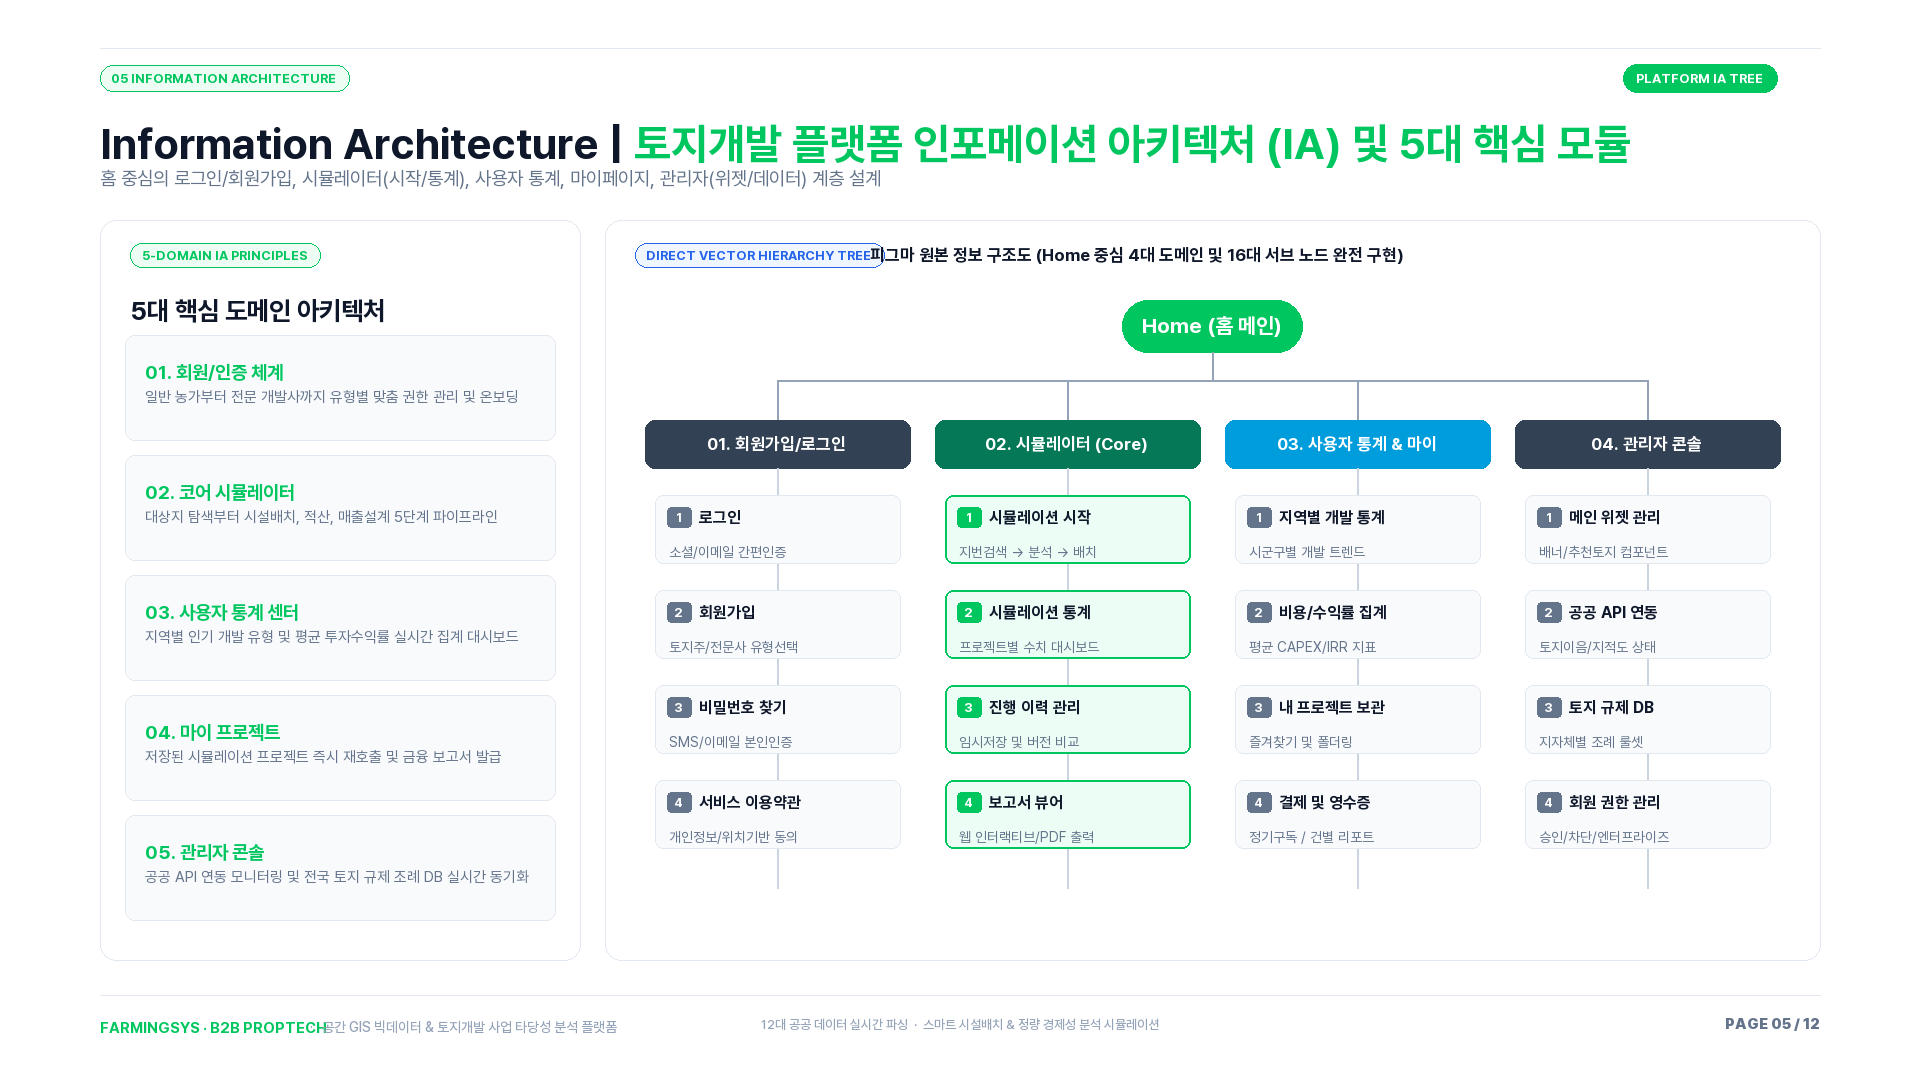 05 INFORMATION ARCHITECTURE
PLATFORM IA TREE
Information Architecture | 토지개발 플랫폼 인포메이션 아키텍처 (IA) 및 5대 핵심 모듈
홈 중심의 로그인/회원가입, 시뮬레이터(시작/통계), 사용자 통계, 마이페이지, 관리자(위젯/데이터) 계층 설계
5-DOMAIN IA PRINCIPLES
5대 핵심 도메인 아키텍처
01. 회원/인증 체계
일반 농가부터 전문 개발사까지 유형별 맞춤 권한 관리 및 온보딩
02. 코어 시뮬레이터
대상지 탐색부터 시설배치, 적산, 매출설계 5단계 파이프라인
03. 사용자 통계 센터
지역별 인기 개발 유형 및 평균 투자수익률 실시간 집계 대시보드
04. 마이 프로젝트
저장된 시뮬레이션 프로젝트 즉시 재호출 및 금융 보고서 발급
05. 관리자 콘솔
공공 API 연동 모니터링 및 전국 토지 규제 조례 DB 실시간 동기화
DIRECT VECTOR HIERARCHY TREE
피그마 원본 정보 구조도 (Home 중심 4대 도메인 및 16대 서브 노드 완전 구현)
Home (홈 메인)
01. 회원가입/로그인
1 로그인
소셜/이메일 간편인증
2 회원가입
토지주/전문사 유형선택
3 비밀번호 찾기
SMS/이메일 본인인증
4 서비스 이용약관
개인정보/위치기반 동의
02. 시뮬레이터 (Core)
1 시뮬레이션 시작
지번검색 → 분석 → 배치
2 시뮬레이션 통계
프로젝트별 수치 대시보드
3 진행 이력 관리
임시저장 및 버전 비교
4 보고서 뷰어
웹 인터랙티브/PDF 출력
03. 사용자 통계 & 마이
1 지역별 개발 통계
시군구별 개발 트렌드
2 비용/수익률 집계
평균 CAPEX/IRR 지표
3 내 프로젝트 보관
즐겨찾기 및 폴더링
4 결제 및 영수증
정기구독 / 건별 리포트
04. 관리자 콘솔
1 메인 위젯 관리
배너/추천토지 컴포넌트
2 공공 API 연동
토지이음/지적도 상태
3 토지 규제 DB
지자체별 조례 룰셋
4 회원 권한 관리
승인/차단/엔터프라이즈
FARMINGSYS · B2B PROPTECH
공간 GIS 빅데이터 & 토지개발 사업 타당성 분석 플랫폼
12대 공공 데이터 실시간 파싱 · 스마트 시설배치 & 정량 경제성 분석 시뮬레이션
PAGE 05 / 12